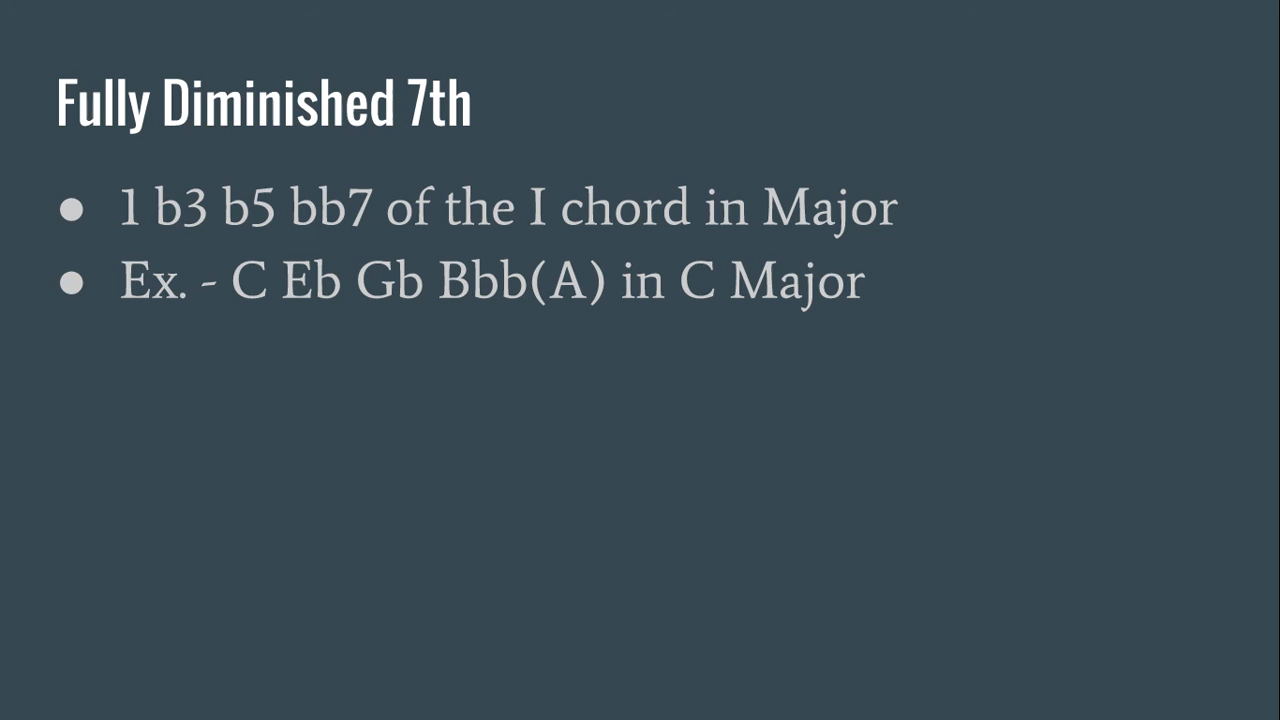 Fully Diminished 7th
● 1 b3 b5 bb7 of the I chord in Major
● Ex. - C Eb Gb Bbb(A) in C Major